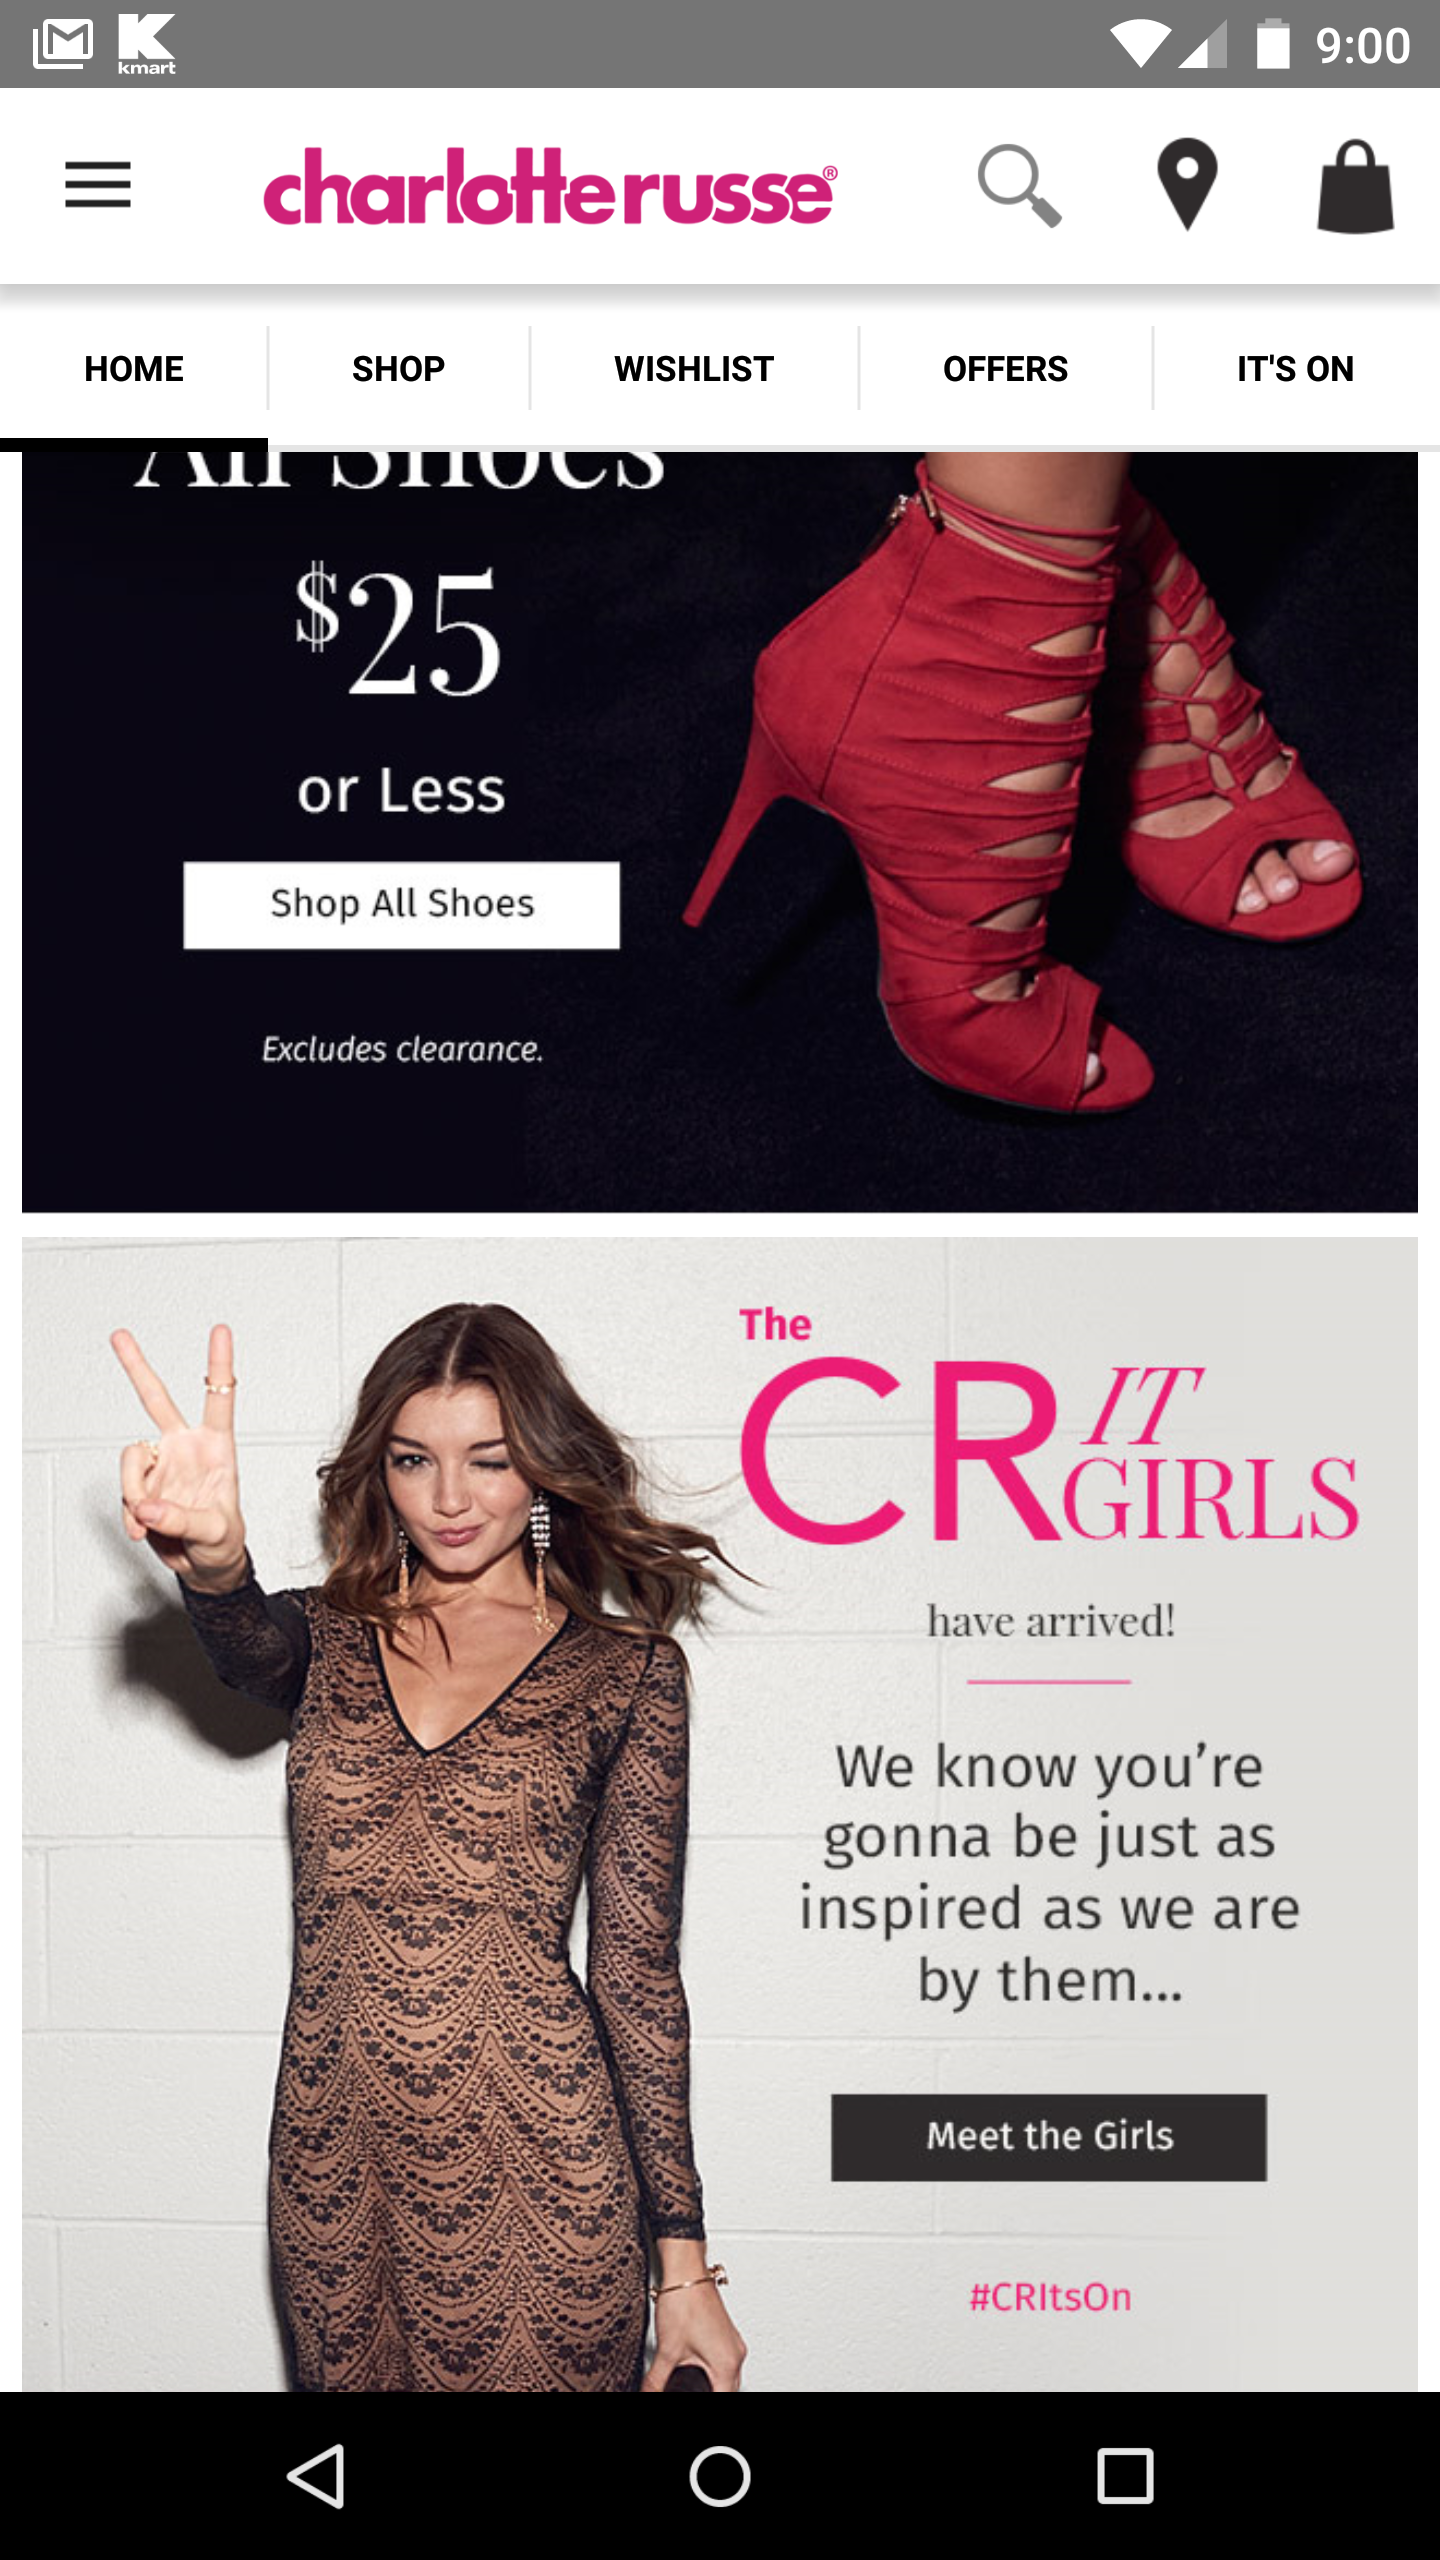 kmart
9:00
charlotte russe®
HOME
SHOP
WISHLIST
OFFERS
IT'S ON
All Shoes
$25
or Less
Shop All Shoes
Excludes clearance.
The
CR IT GIRLS
have arrived!
We know you’re
gonna be just as
inspired as we are
by them...
Meet the Girls
#CRItsOn